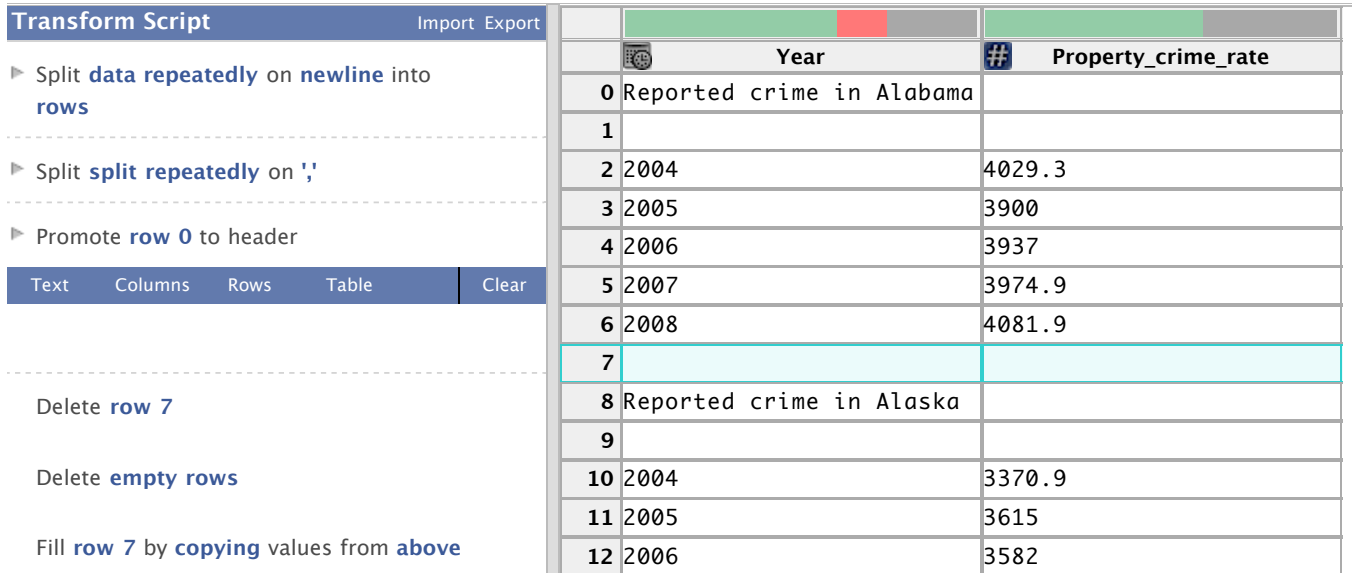 Transform Script Import Export
Split data repeatedly on newline into
rows
Split split repeatedly on ','
Promote row 0 to header
Text Columns Rows Table Clear
Delete row 7
Delete empty rows
Fill row 7 by copying values from above
Year # Property_crime_rate
0 Reported crime in Alabama
1
2 2004 4029.3
3 2005 3900
4 2006 3937
5 2007 3974.9
6 2008 4081.9
7
8 Reported crime in Alaska
9
10 2004 3370.9
11 2005 3615
12 2006 3582